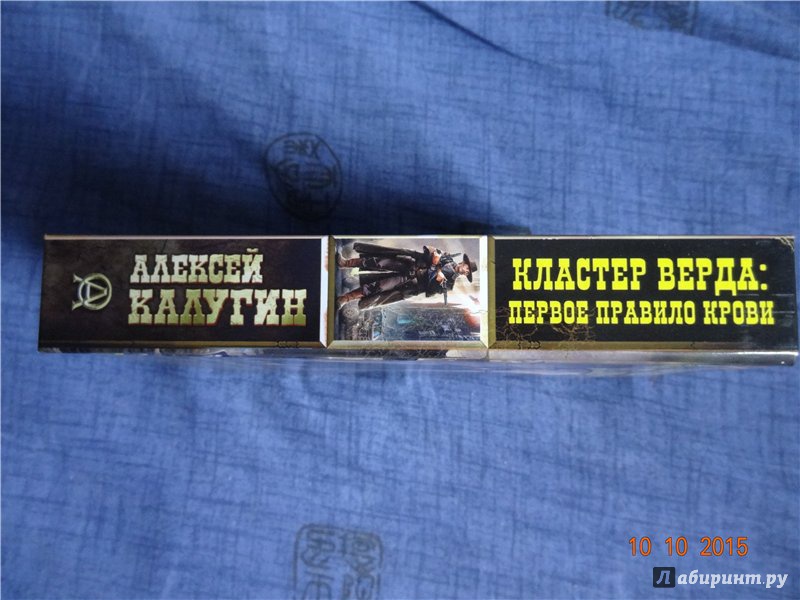 АЛЕКСЕЙ
КАЛУГИН
КЛАСТЕР ВЕРДА:
ПЕРВОЕ ПРАВИЛО КРОВИ
10 10 2015
Лабиринт.ру